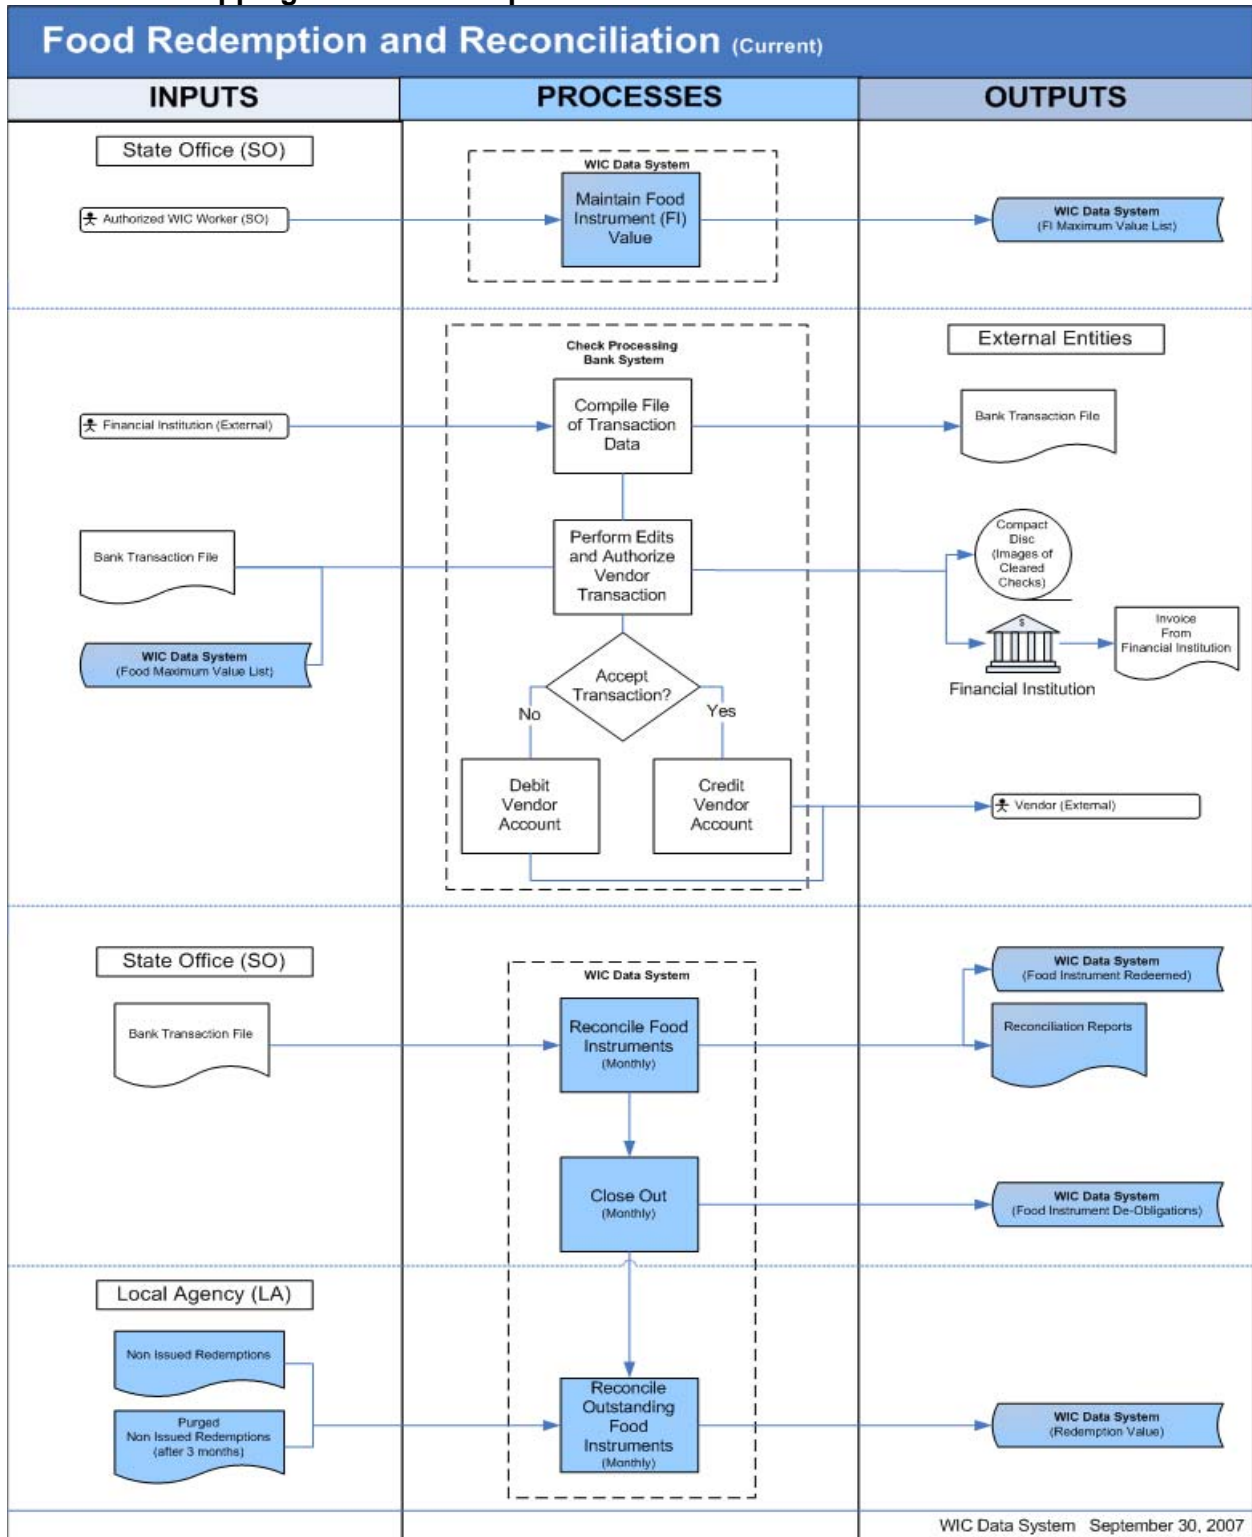 Food Redemption and Reconciliation (Current)
INPUTS
PROCESSES
OUTPUTS
State Office (SO)
Authorized WIC Worker (SO)
WIC Data System
Maintain Food
Instrument (FI)
Value
WIC Data System
(FI Maximum Value List)
Check Processing
Bank System
External Entities
Financial Institution (External)
Compile File
of Transaction
Data
Bank Transaction File
Bank Transaction File
WIC Data System
(Food Maximum Value List)
Perform Edits
and Authorize
Vendor
Transaction
Compact
Disc
(Images of
Cleared
Checks)
$
Financial Institution
Invoice
From
Financial Institution
Accept
Transaction?
No
Yes
Debit
Vendor
Account
Credit
Vendor
Account
Vendor (External)
State Office (SO)
Bank Transaction File
WIC Data System
Reconcile Food
Instruments
(Monthly)
WIC Data System
(Food Instrument Redeemed)
Reconciliation Reports
Close Out
(Monthly)
WIC Data System
(Food Instrument De-Obligations)
Local Agency (LA)
Non Issued Redemptions
Purged
Non Issued Redemptions
(after 3 months)
Reconcile
Outstanding
Food
Instruments
(Monthly)
WIC Data System
(Redemption Value)
WIC Data System September 30, 2007